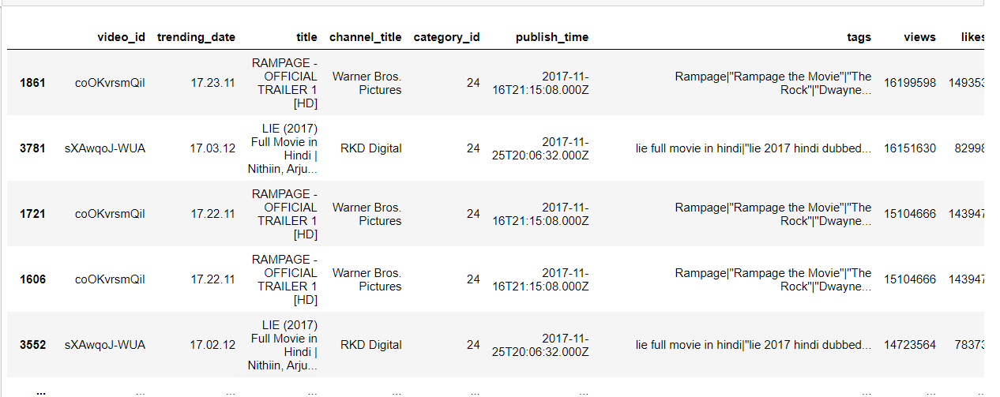 video_id trending_date title channel_title category_id publish_time tags views likes
RAMPAGE -
1861 coOKvrsmQiI 17.23.11 OFFICIAL Warner Bros. 24 2017-11- Rampage|"Rampage the Movie"|"The 16199598 149353
TRAILER 1 Pictures 16T21:15:08.000Z Rock"|"Dwayne...
[HD]
LIE (2017)
3781 sXAwqoJ-WUA 17.03.12 Full Movie in RKD Digital 24 2017-11- lie full movie in hindi|"lie 2017 hindi dubbed... 16151630 82998
Hindi | 25T20:06:32.000Z
Nithiin, Arju...
RAMPAGE -
1721 coOKvrsmQiI 17.22.11 OFFICIAL Warner Bros. 24 2017-11- Rampage|"Rampage the Movie"|"The 15104666 143947
TRAILER 1 Pictures 16T21:15:08.000Z Rock"|"Dwayne...
[HD]
RAMPAGE -
1606 coOKvrsmQiI 17.22.11 OFFICIAL Warner Bros. 24 2017-11- Rampage|"Rampage the Movie"|"The 15104666 143947
TRAILER 1 Pictures 16T21:15:08.000Z Rock"|"Dwayne...
[HD]
LIE (2017)
3552 sXAwqoJ-WUA 17.02.12 Full Movie in RKD Digital 24 2017-11- lie full movie in hindi|"lie 2017 hindi dubbed... 14723564 78373
Hindi | 25T20:06:32.000Z
Nithiin, Arju...
... ... ... ... ... ... ... ... ... ...